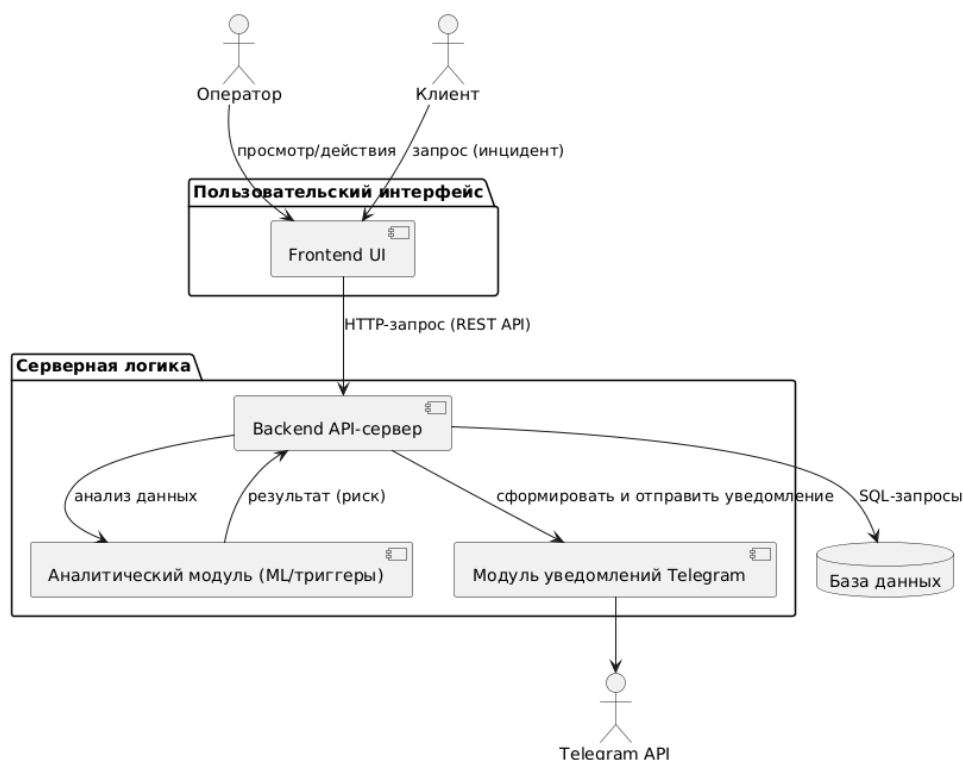 Оператор
Клиент
просмотр/действия
запрос (инцидент)
Пользовательский интерфейс
Frontend UI
HTTP-запрос (REST API)
Серверная логика
Backend API-сервер
анализ данных
результат (риск)
сформировать и отправить уведомление
SQL-запросы
Аналитический модуль (ML/триггеры)
Модуль уведомлений Telegram
База данных
Telegram API